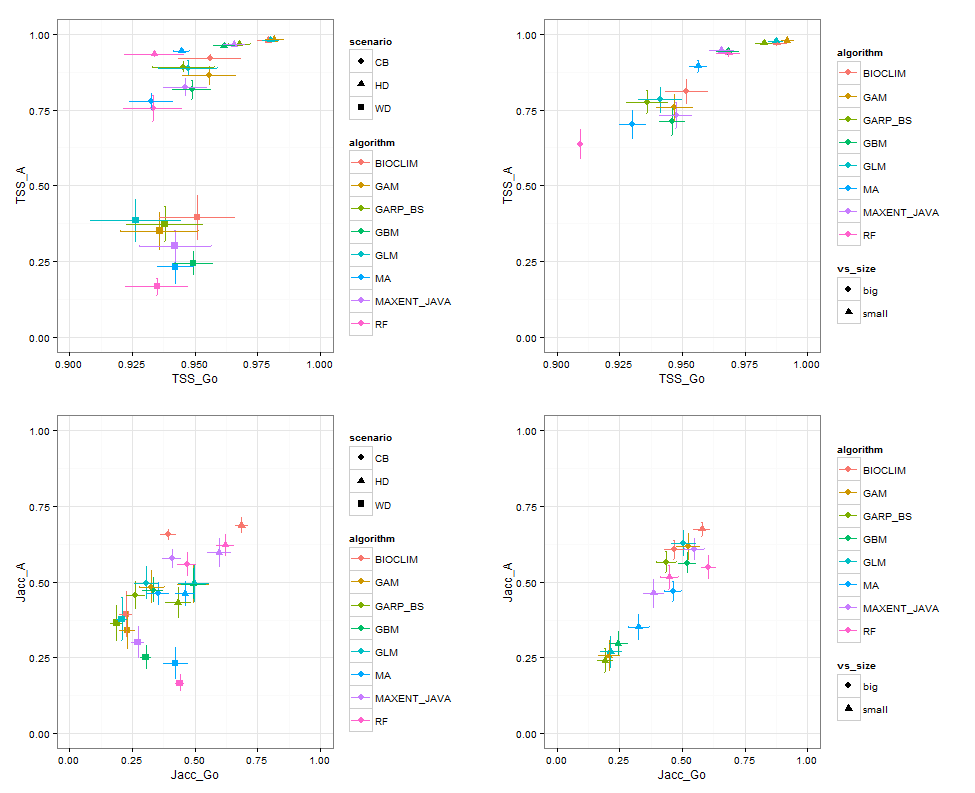 1.00
0.75
0.50
0.25
0.00
TSS_A
0.900
0.925
0.950
0.975
1.000
TSS_Go
scenario
CB
HD
WD
algorithm
BIOCLIM
GAM
GARP_BS
GBM
GLM
MA
MAXENT_JAVA
RF
1.00
0.75
0.50
0.25
0.00
TSS_A
0.900
0.925
0.950
0.975
1.000
TSS_Go
algorithm
BIOCLIM
GAM
GARP_BS
GBM
GLM
MA
MAXENT_JAVA
RF
vs_size
big
small
1.00
0.75
0.50
0.25
0.00
Jacc_A
0.00
0.25
0.50
0.75
1.00
Jacc_Go
scenario
CB
HD
WD
algorithm
BIOCLIM
GAM
GARP_BS
GBM
GLM
MA
MAXENT_JAVA
RF
1.00
0.75
0.50
0.25
0.00
Jacc_A
0.00
0.25
0.50
0.75
1.00
Jacc_Go
algorithm
BIOCLIM
GAM
GARP_BS
GBM
GLM
MA
MAXENT_JAVA
RF
vs_size
big
small